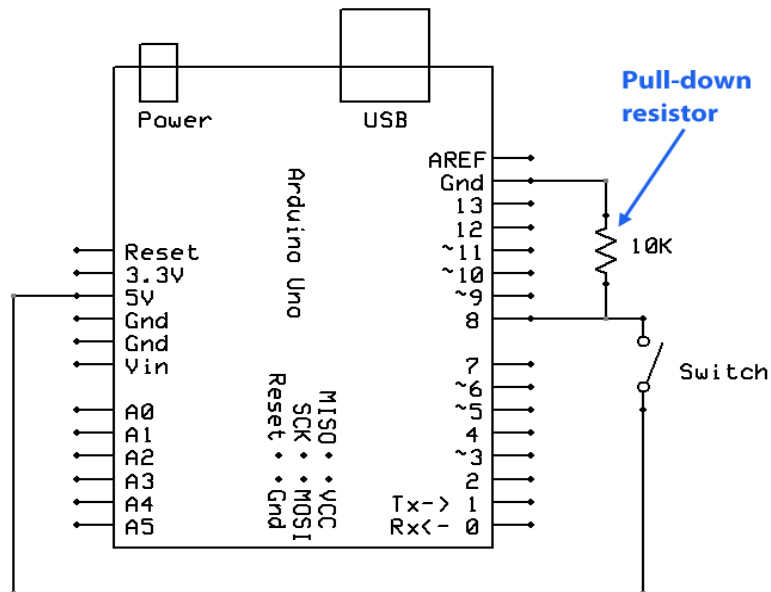 Pull-down
resistor
Power
USB
Arduino Uno
AREF
Gnd
13
12
~11
~10
~9
8
7
~6
~5
4
~3
2
Tx-> 1
Rx<- 0
Reset
3.3V
5V
Gnd
Gnd
Vin
A0
A1
A2
A3
A4
A5
MISO
SCK
Reset
VCC
MOSI
Gnd
10K
Switch